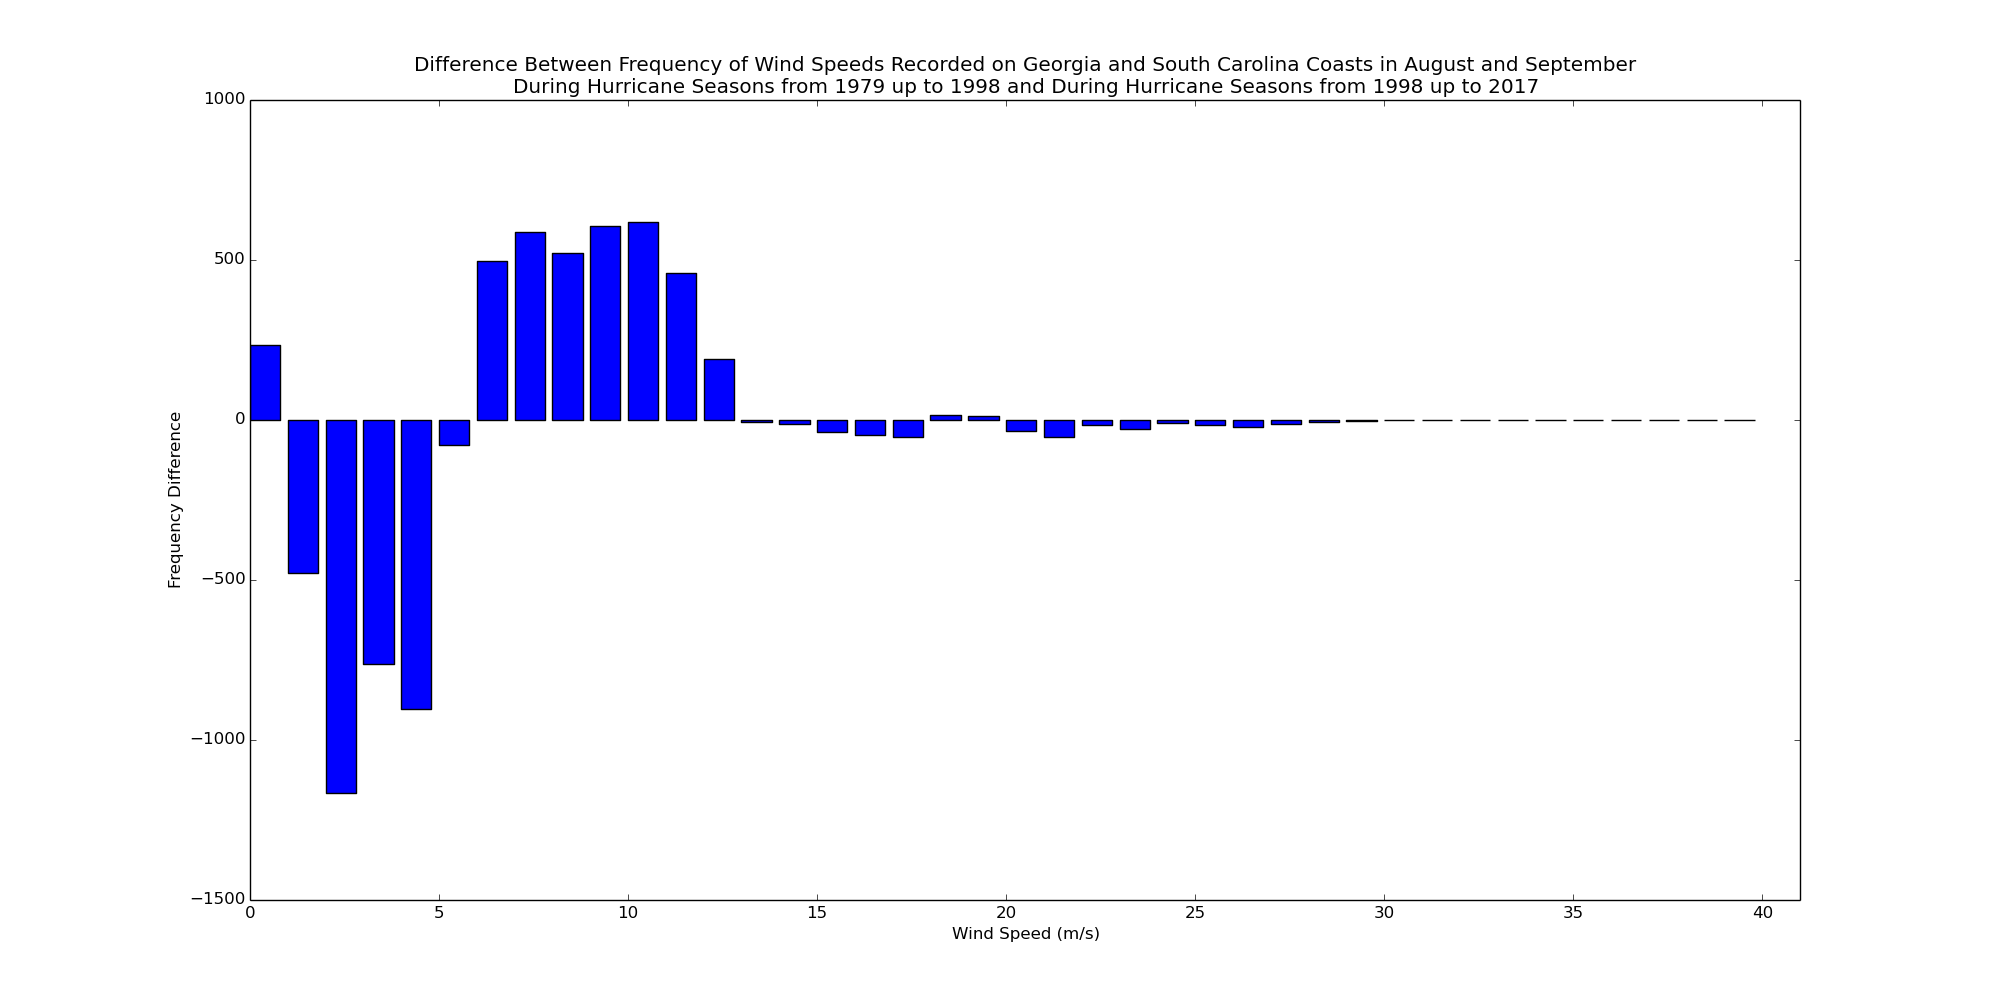 Difference Between Frequency of Wind Speeds Recorded on Georgia and South Carolina Coasts in August and September
During Hurricane Seasons from 1979 up to 1998 and During Hurricane Seasons from 1998 up to 2017
1000
500
0
−500
−1000
−1500
Frequency Difference
0 5 10 15 20 25 30 35 40
Wind Speed (m/s)